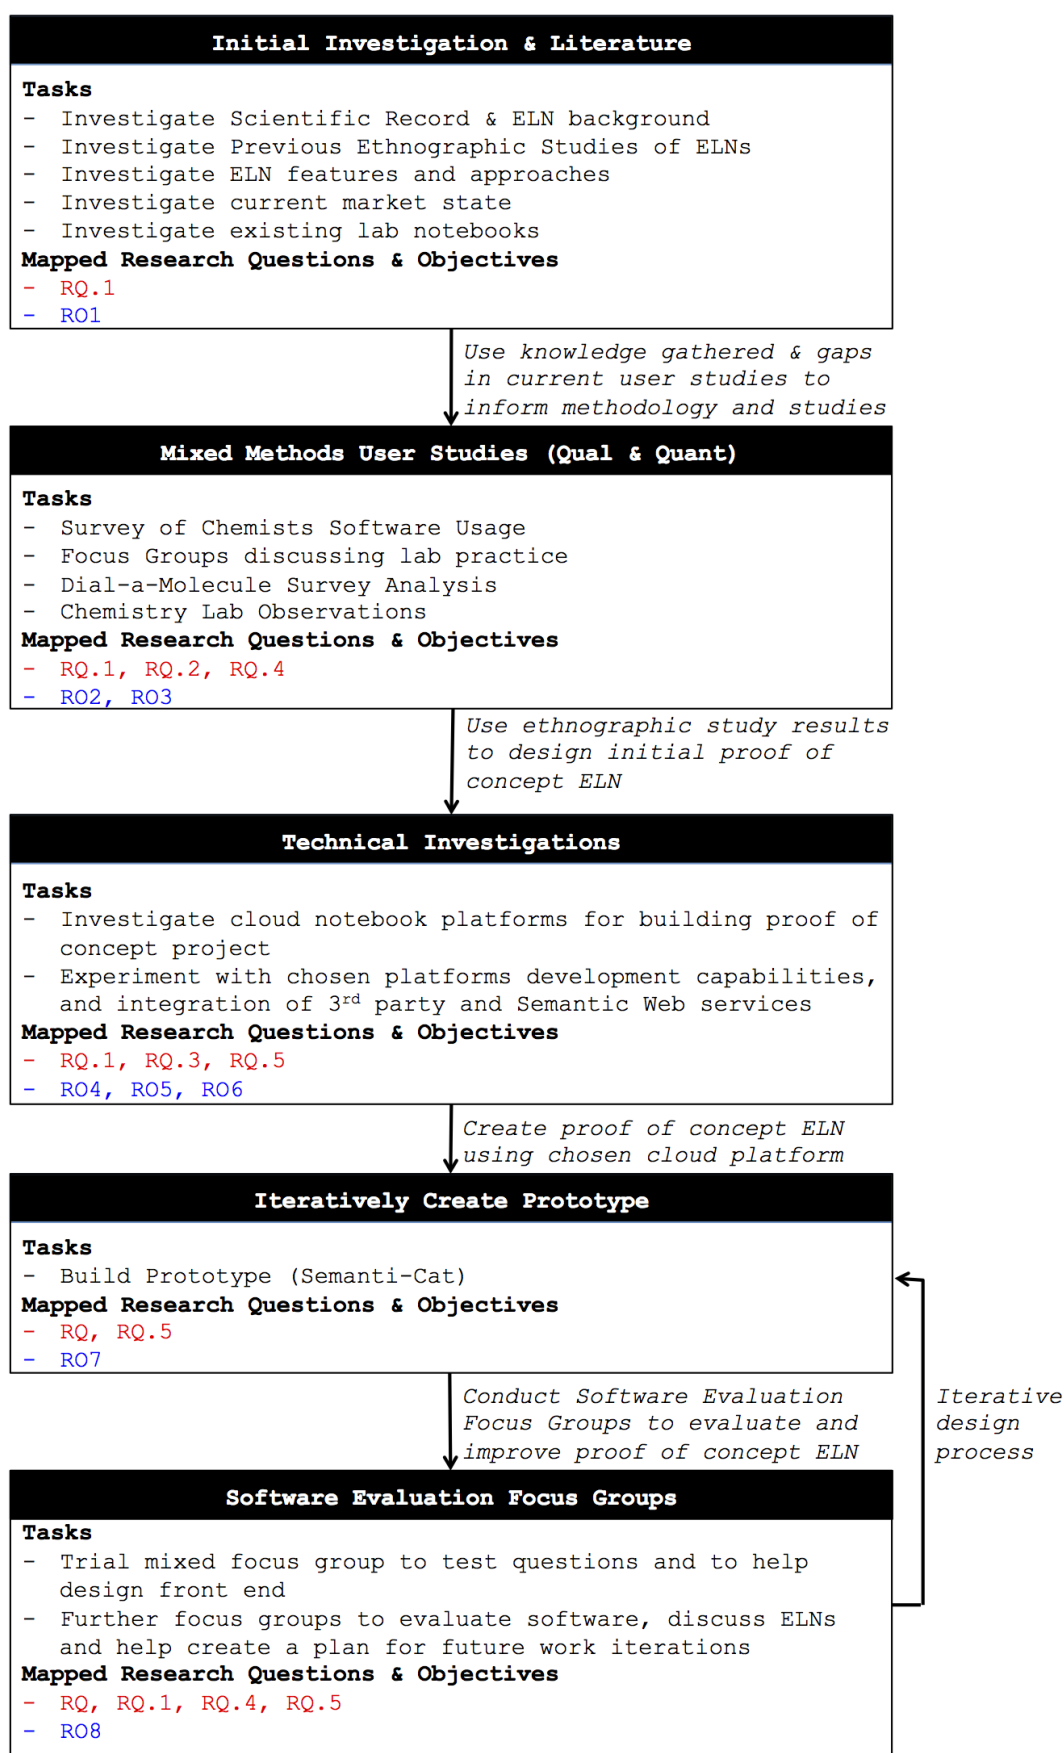 Initial Investigation & Literature
Tasks
- Investigate Scientific Record & ELN background
- Investigate Previous Ethnographic Studies of ELNs
- Investigate ELN features and approaches
- Investigate current market state
- Investigate existing lab notebooks
Mapped Research Questions & Objectives
- RQ.1
- RO1
Use knowledge gathered & gaps
in current user studies to
inform methodology and studies
Mixed Methods User Studies (Qual & Quant)
Tasks
- Survey of Chemists Software Usage
- Focus Groups discussing lab practice
- Dial-a-Molecule Survey Analysis
- Chemistry Lab Observations
Mapped Research Questions & Objectives
- RQ.1, RQ.2, RQ.4
- RO2, RO3
Use ethnographic study results
to design initial proof of
concept ELN
Technical Investigations
Tasks
- Investigate cloud notebook platforms for building proof of
concept project
- Experiment with chosen platforms development capabilities,
and integration of 3rd party and Semantic Web services
Mapped Research Questions & Objectives
- RQ.1, RQ.3, RQ.5
- RO4, RO5, RO6
Create proof of concept ELN
using chosen cloud platform
Iteratively Create Prototype
Tasks
- Build Prototype (Semanti-Cat)
Mapped Research Questions & Objectives
- RQ, RQ.5
- RO7
Conduct Software Evaluation
Focus Groups to evaluate and
improve proof of concept ELN
Iterative
design
process
Software Evaluation Focus Groups
Tasks
- Trial mixed focus group to test questions and to help
design front end
- Further focus groups to evaluate software, discuss ELNs
and help create a plan for future work iterations
Mapped Research Questions & Objectives
- RQ, RQ.1, RQ.4, RQ.5
- RO8